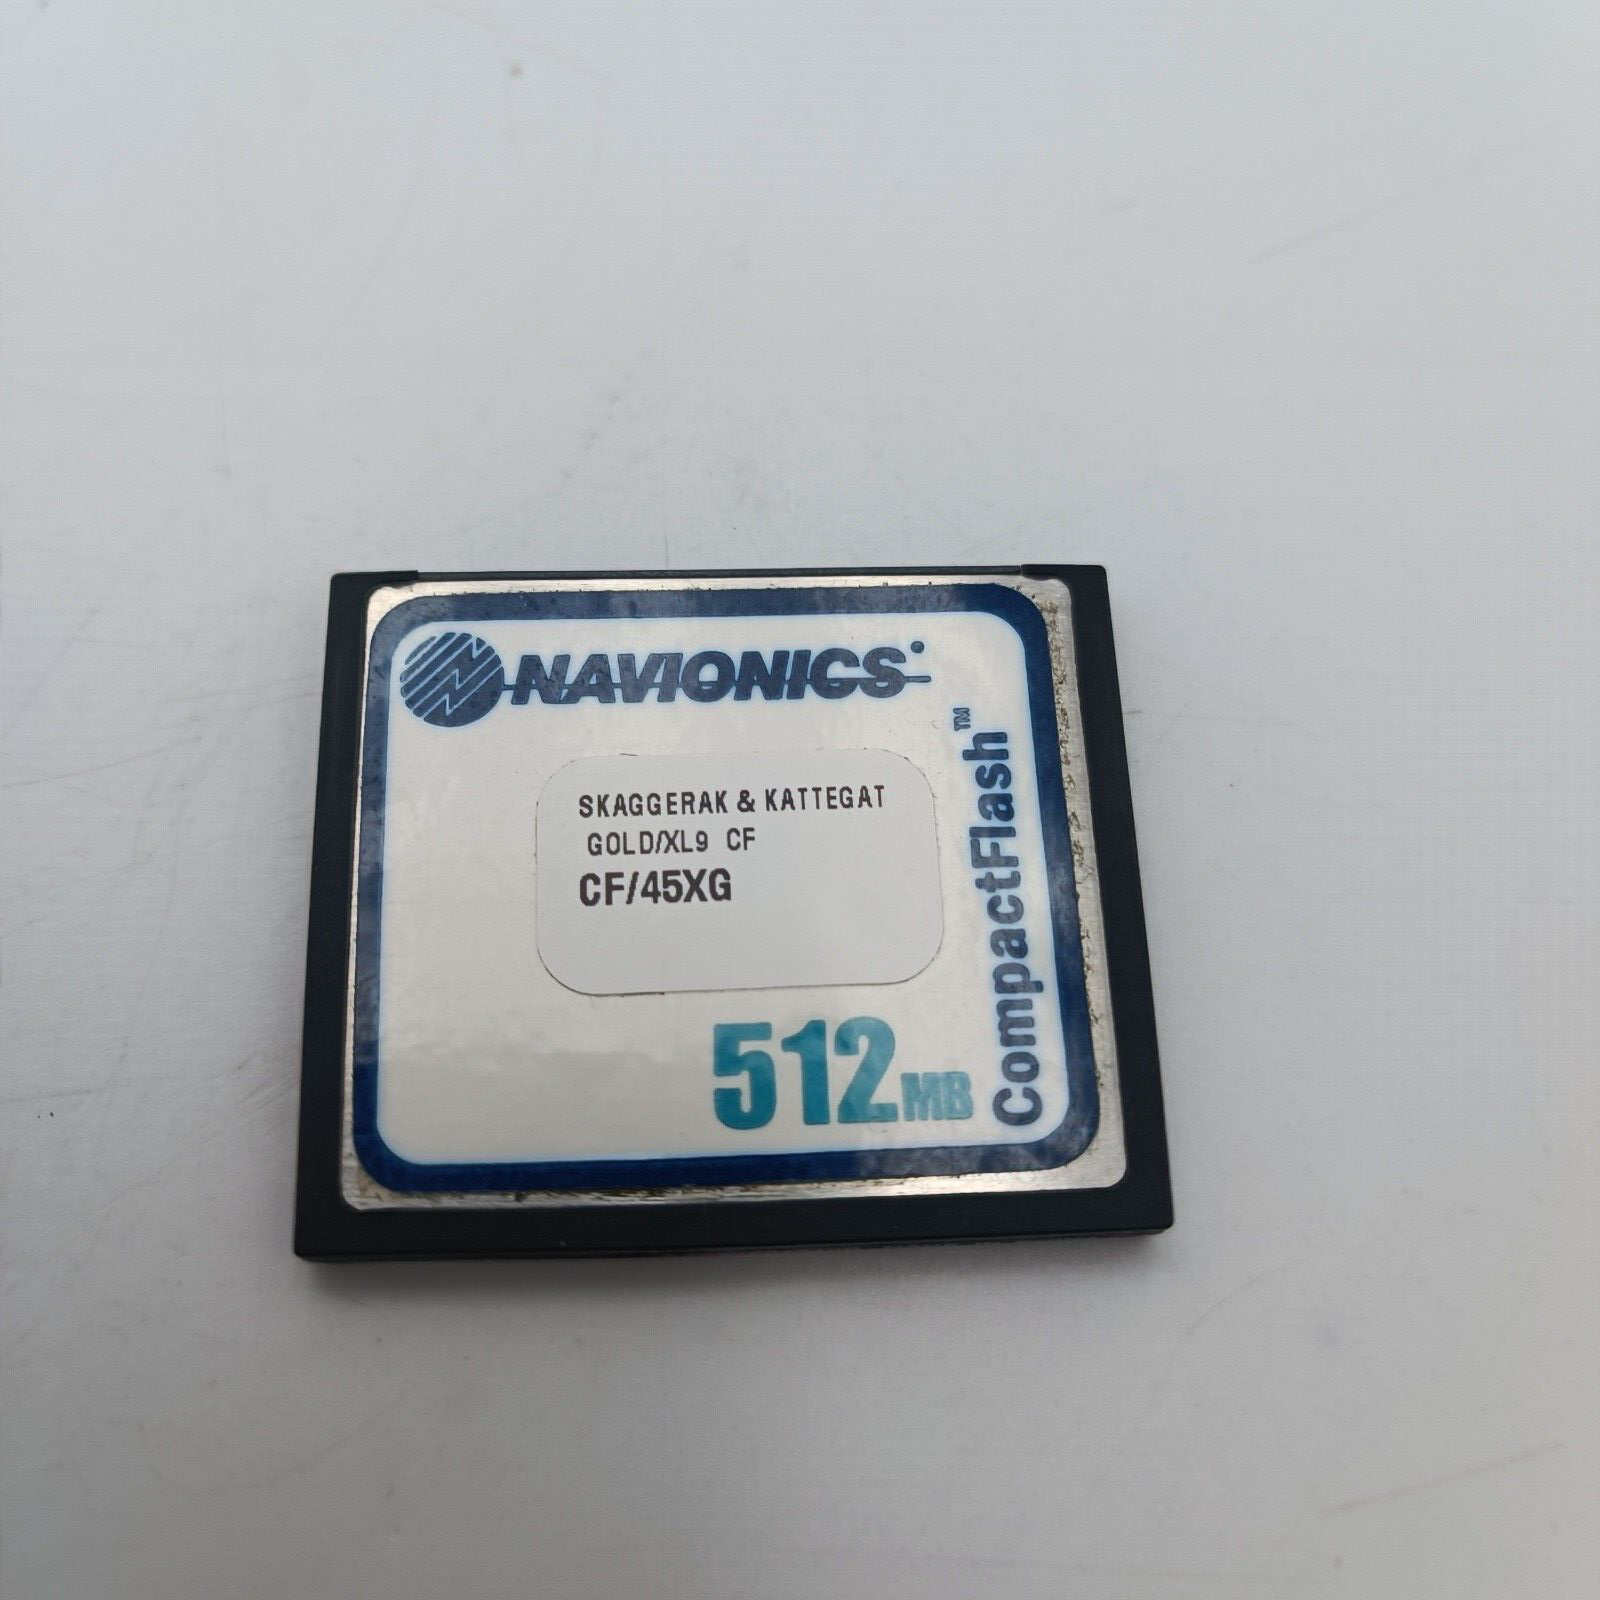 NAVIONICS
SKAGGERAK & KATTEGAT
GOLD/XL9 CF
CF/45XG
512MB
CompactFlash™